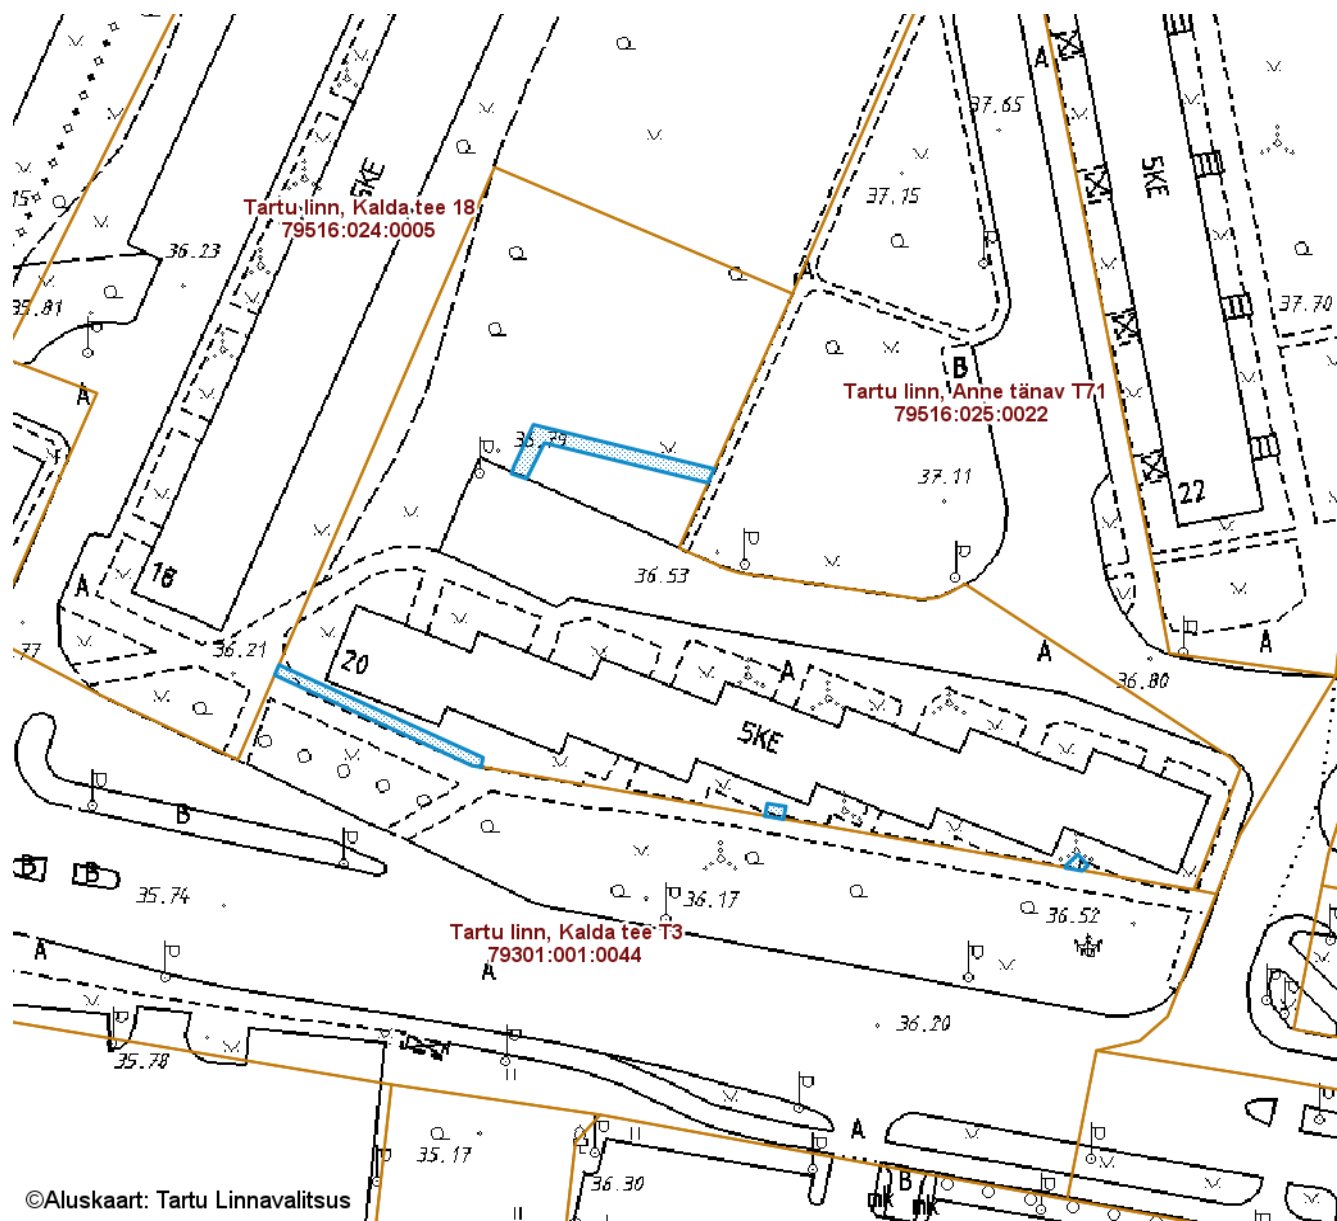 37.65
A
5KE
5KE
37.15
Tartu linn, Kalda tee 18
79516:024:0005
36.23
A
35.81
37.70
B
Tartu linn, Anne tänav T71
79516:025:0022
A
37.11
22
18
36.53
A
36.21
20
A
A
A
36.80
5KE
B
B
B
35.74
36.17
36.52
Tartu linn, Kalda tee T3
79301:001:0044
A
A
36.20
35.78
A
35.17
36.30
B
mk
mk
©Aluskaart: Tartu Linnavalitsus